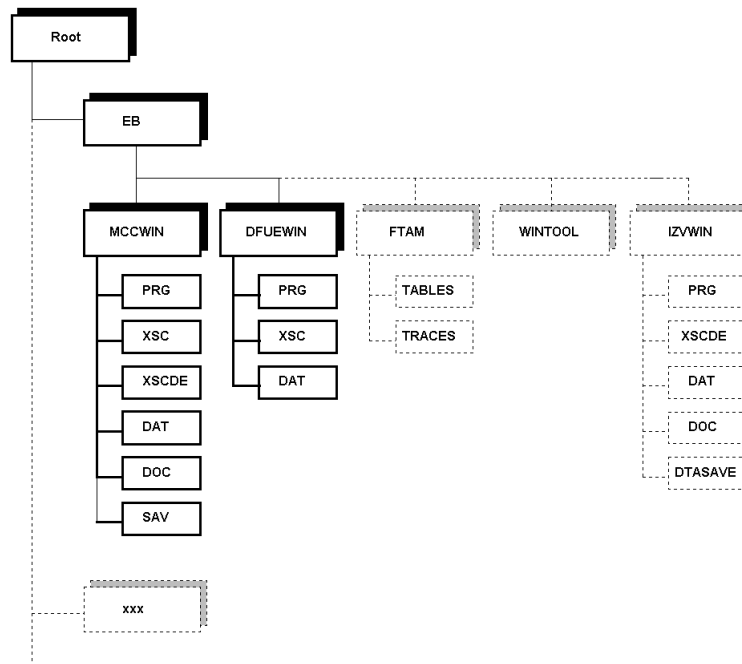 Root
EB
MCCWIN DFUEWIN FTAM WINTOOL IZVWIN
PRG PRG TABLES PRG
XSC XSC TRACES XSCDE
XSCDE DAT DAT
DAT DOC
DOC DTASAVE
SAV
xxx